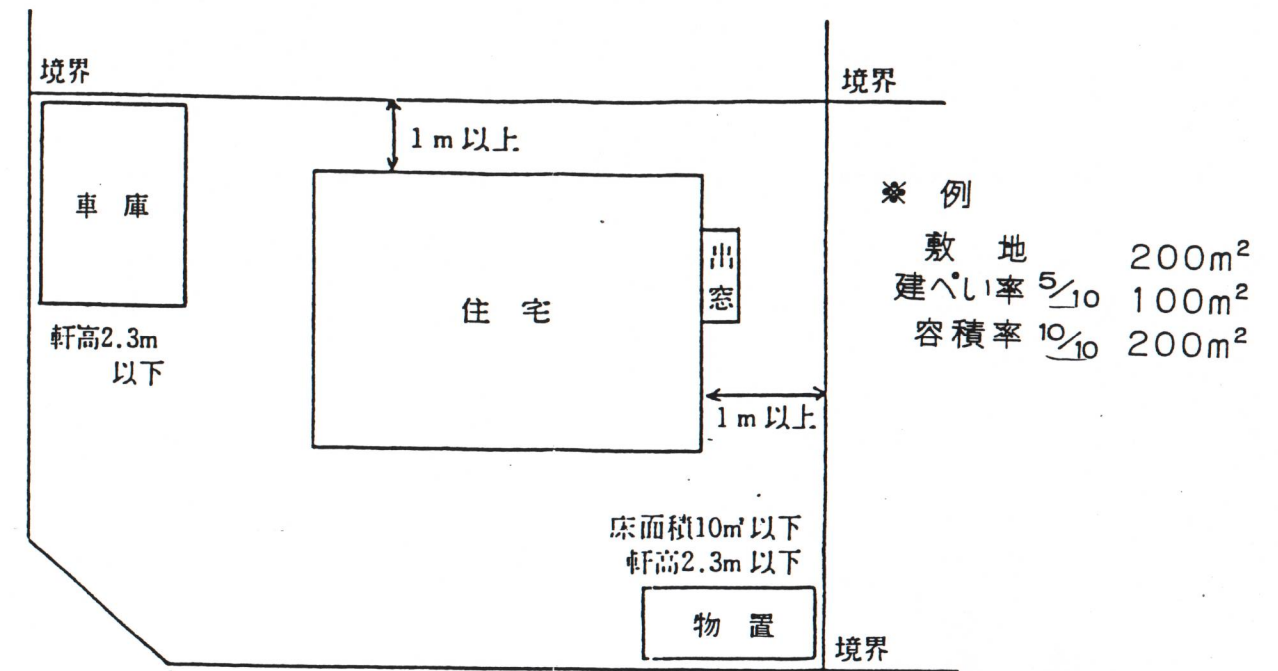 境界
境界
1m以上
車庫
※ 例
敷地 200m²
建ぺい率 5/10 100m²
容積率 10/10 200m²
出窓
住宅
軒高2.3m
以下
1m以上
床面積10㎡以下
軒高2.3m以下
物置
境界